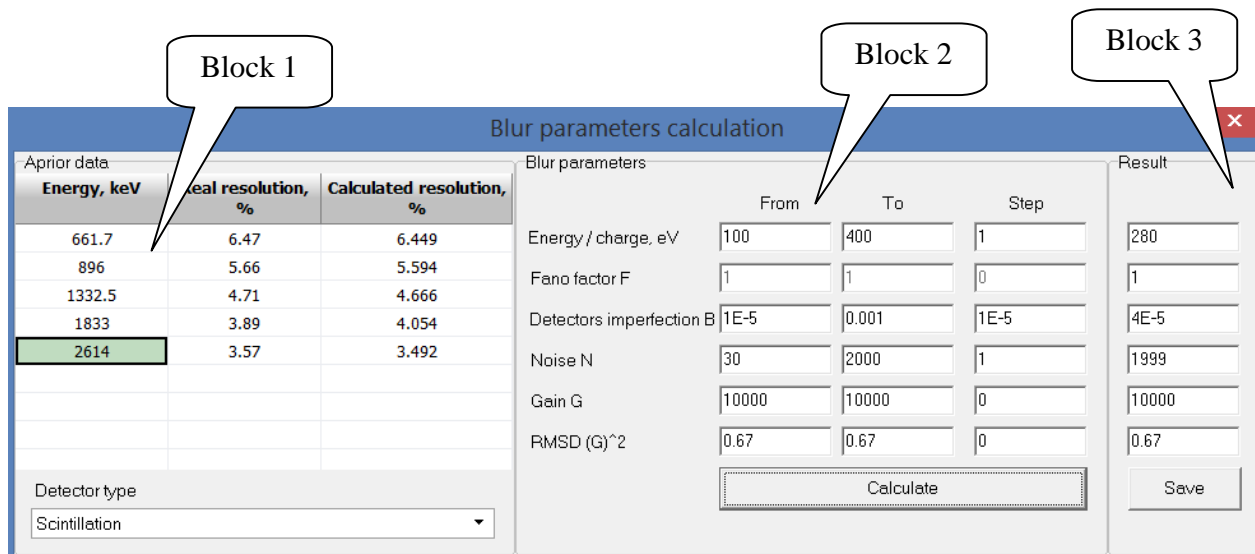 Block 1
Block 2
Block 3
Blur parameters calculation
Aprior data
Energy, keV
eal resolution, %
Calculated resolution, %
661.7 6.47 6.449
896 5.66 5.594
1332.5 4.71 4.666
1833 3.89 4.054
2614 3.57 3.492
Detector type
Scintillation
Blur parameters
From To Step
Energy / charge, eV 100 400 1
Fano factor F 1 1 0
Detectors imperfection B 1E-5 0.001 1E-5
Noise N 30 2000 1
Gain G 10000 10000 0
RMSD (G)^2 0.67 0.67 0
Calculate
Result
280
1
4E-5
1999
10000
0.67
Save